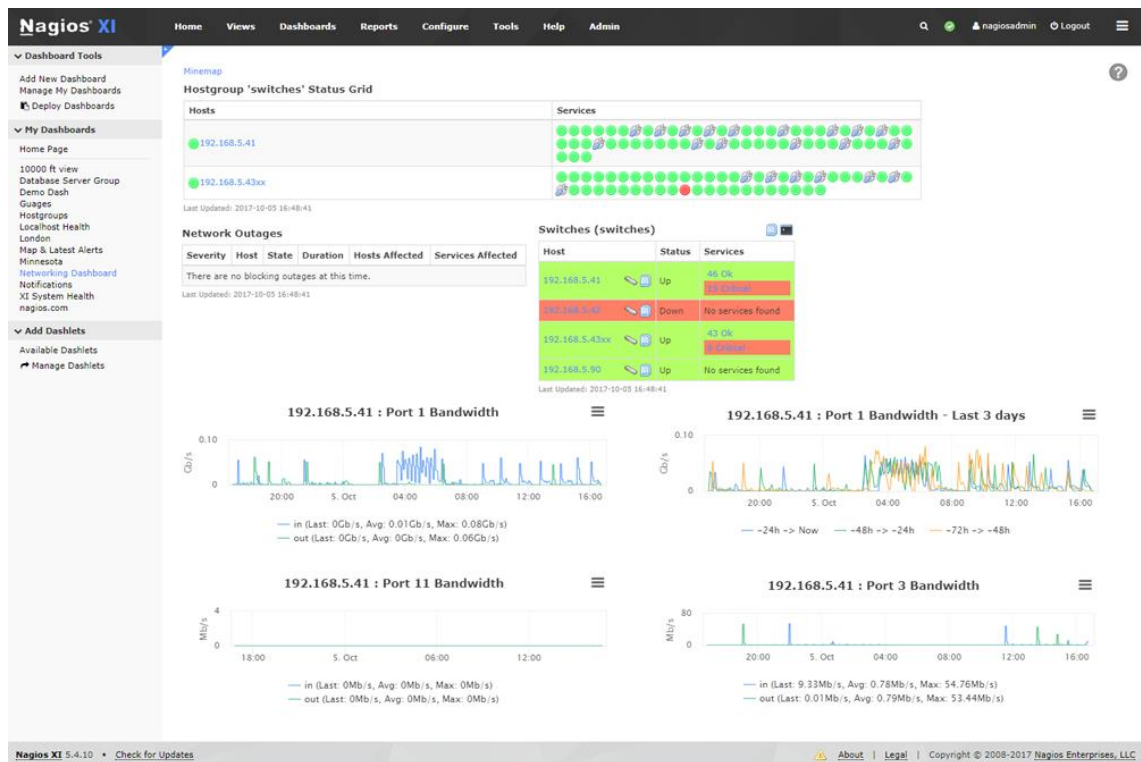 Nagios® XI
Home Views Dashboards Reports Configure Tools Help Admin
nagiosadmin Logout
Dashboard Tools
Add New Dashboard
Manage My Dashboards
Deploy Dashboards
My Dashboards
Home Page
10000 ft view
Database Server Group
Demo Dash
Guages
Hostgroups
Localhost Health
London
Map & Latest Alerts
Minnesota
Networking Dashboard
Notifications
XI System Health
nagios.com
Add Dashlets
Available Dashlets
Manage Dashlets
Minemap
Hostgroup 'switches' Status Grid
Hosts Services
192.168.5.41
192.168.5.43xx
Last Updated: 2017-10-05 16:48:41
Network Outages
Severity Host State Duration Hosts Affected Services Affected
There are no blocking outages at this time.
Last Updated: 2017-10-05 16:48:41
Switches (switches)
Host Status Services
192.168.5.41 Up 46 Ok
15 Critical
192.168.5.42 Down No services found
192.168.5.43xx Up 43 Ok
Critical
192.168.5.90 Up No services found
Last Updated: 2017-10-05 16:48:41
192.168.5.41 : Port 1 Bandwidth
Gb/s
0.10
0
20:00 5. Oct 04:00 08:00 12:00 16:00
in (Last: 0Gb/s, Avg: 0.01Gb/s, Max: 0.08Gb/s)
out (Last: 0Gb/s, Avg: 0Gb/s, Max: 0.06Gb/s)
192.168.5.41 : Port 1 Bandwidth - Last 3 days
Gb/s
0.10
0
20:00 5. Oct 04:00 08:00 12:00 16:00
-24h -> Now -48h -> -24h -72h -> -48h
192.168.5.41 : Port 11 Bandwidth
Mb/s
4
0
18:00 5. Oct 06:00 12:00
in (Last: 0Mb/s, Avg: 0Mb/s, Max: 0Mb/s)
out (Last: 0Mb/s, Avg: 0Mb/s, Max: 0Mb/s)
192.168.5.41 : Port 3 Bandwidth
Mb/s
80
0
20:00 5. Oct 04:00 08:00 12:00 16:00
in (Last: 9.33Mb/s, Avg: 0.78Mb/s, Max: 54.76Mb/s)
out (Last: 0.01Mb/s, Avg: 0.79Mb/s, Max: 53.44Mb/s)
Nagios XI 5.4.10 • Check for Updates
About | Legal | Copyright © 2008-2017 Nagios Enterprises, LLC